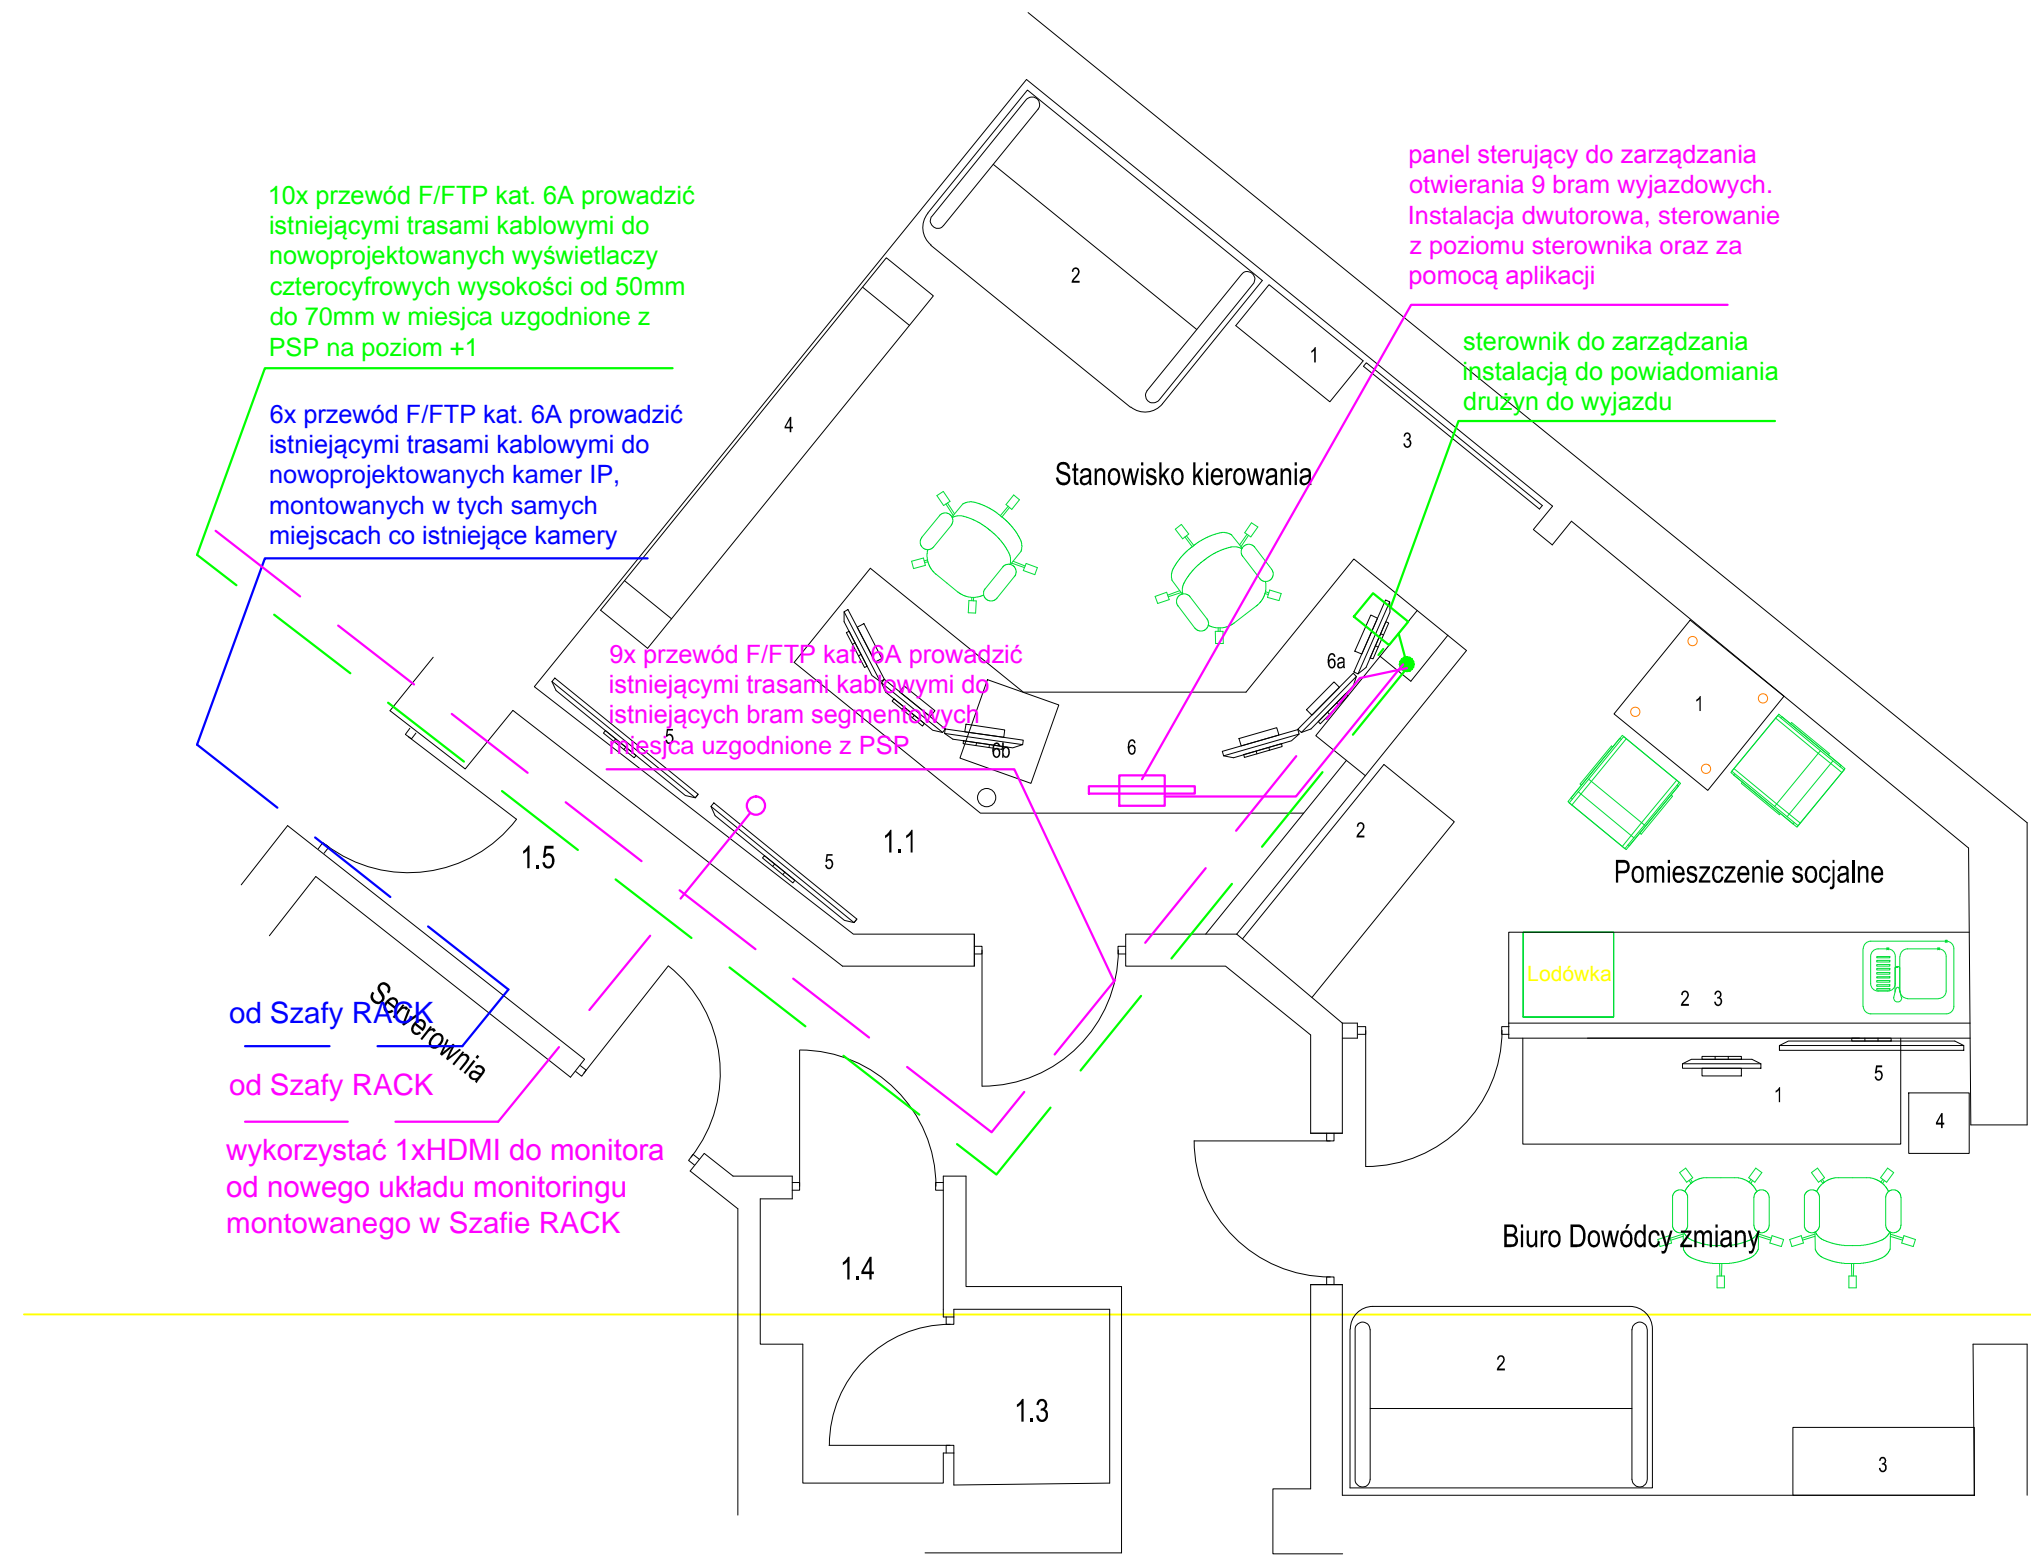 10x przewód F/FTP kat. 6A prowadzić
istniejącymi trasami kablowymi do
nowoprojektowanych wyświetlaczy
czterocyfrowych wysokości od 50mm
do 70mm w miesjca uzgodnione z
PSP na poziom +1
6x przewód F/FTP kat. 6A prowadzić
istniejącymi trasami kablowymi do
nowoprojektowanych kamer IP,
montowanych w tych samych
miejscach co istniejące kamery
panel sterujący do zarządzania
otwierania 9 bram wyjazdowych.
Instalacja dwutorowa, sterowanie
z poziomu sterownika oraz za
pomocą aplikacji
sterownik do zarządzania
instalacją do powiadomiania
drużyn do wyjazdu
2
1
4
3
Stanowisko kierowania
9x przewód F/FTP kat. 6A prowadzić
istniejącymi trasami kablowymi do
istniejących bram segmentowych
miesjca uzgodnione z PSP
6a
5
6b
6
1
1.5
5
1.1
2
Pomieszczenie socjalne
Lodówka
2 3
Serverownia
od Szafy RACK
od Szafy RACK
wykorzystać 1xHDMI do monitora
od nowego układu monitoringu
montowanego w Szafie RACK
5
1
4
Biuro Dowódcy zmiany
1.4
2
1.3
3